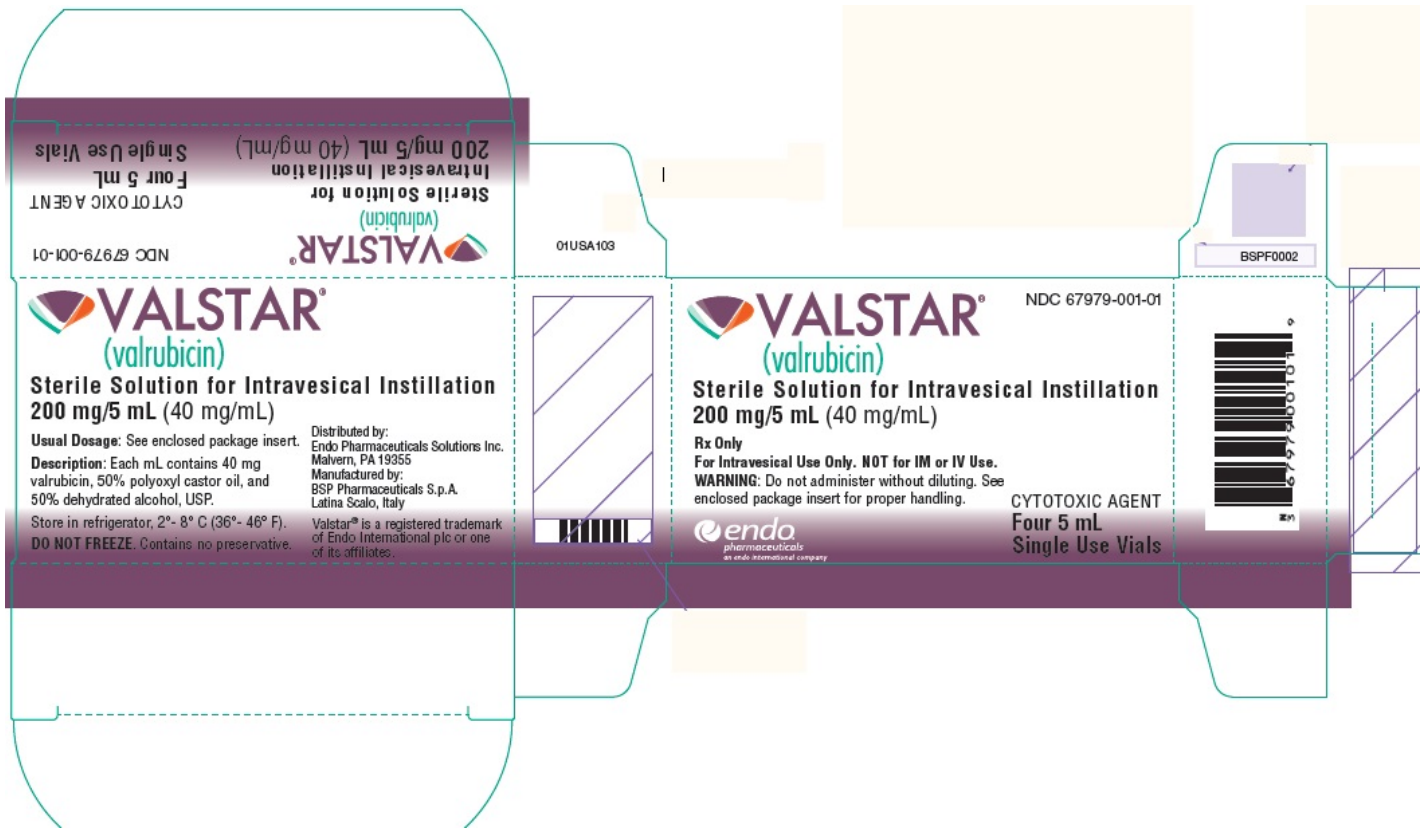 NDC 67979-001-01
VALSTAR®
(valrubicin)
Sterile Solution for
Intravesical Instillation
200 mg/5 mL (40 mg/mL)
CYTOTOXIC AGENT
Four 5 mL
Single Use Vials
VALSTAR®
(valrubicin)
Sterile Solution for Intravesical Instillation
200 mg/5 mL (40 mg/mL)
Usual Dosage: See enclosed package insert.
Description: Each mL contains 40 mg
valrubicin, 50% polyoxyl castor oil, and
50% dehydrated alcohol, USP.
Store in refrigerator, 2°- 8° C (36°- 46° F).
DO NOT FREEZE. Contains no preservative.
Distributed by:
Endo Pharmaceuticals Solutions Inc.
Malvern, PA 19355
Manufactured by:
BSP Pharmaceuticals S.p.A.
Latina Scalo, Italy
Valstar® is a registered trademark
of Endo International plc or one
of its affiliates.
01USA103
VALSTAR®
(valrubicin)
NDC 67979-001-01
Sterile Solution for Intravesical Instillation
200 mg/5 mL (40 mg/mL)
Rx Only
For Intravesical Use Only. NOT for IM or IV Use.
WARNING: Do not administer without diluting. See
enclosed package insert for proper handling.
endo
pharmaceuticals
an endo international company
CYTOTOXIC AGENT
Four 5 mL
Single Use Vials
BSPF0002